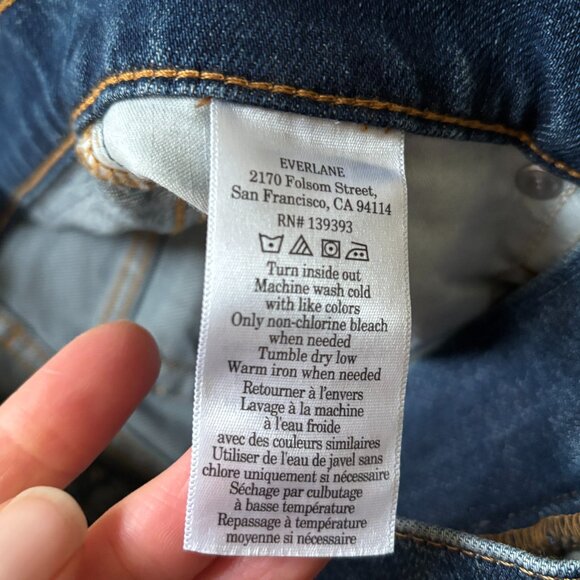 EVERLANE
2170 Folsom Street,
San Francisco, CA 94114
RN# 139393
Turn inside out
Machine wash cold
with like colors
Only non-chlorine bleach
when needed
Tumble dry low
Warm iron when needed
Retourner à l'envers
Lavage à la machine
à l'eau froide
avec des couleurs similaires
Utiliser de l'eau de javel sans
chlore uniquement si nécessaire
Séchage par culbutage
à basse température
Repassage à température
moyenne si nécessaire